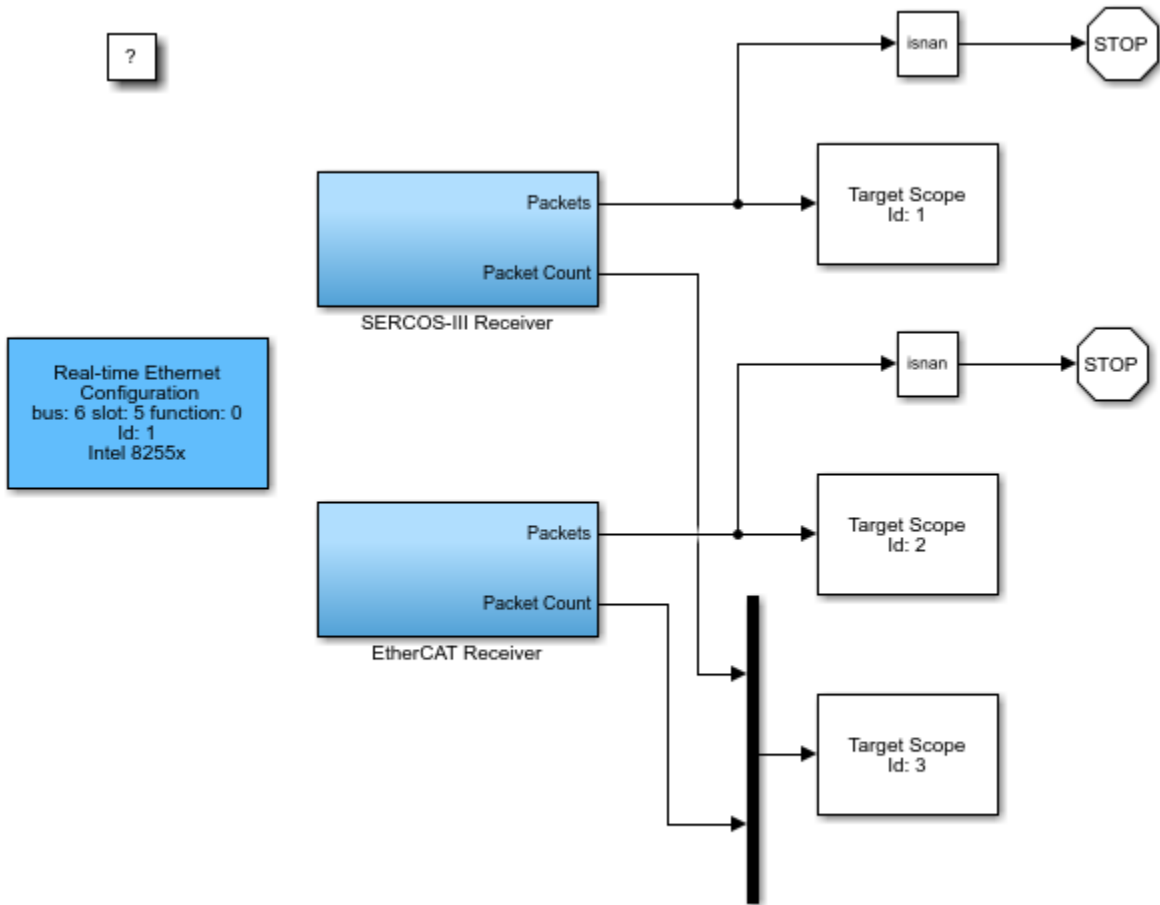 ?
isnan
STOP
Packets
Packet Count
SERCOS-III Receiver
Target Scope
Id: 1
Real-time Ethernet
Configuration
bus: 6 slot: 5 function: 0
Id: 1
Intel 8255x
isnan
STOP
Packets
Packet Count
EtherCAT Receiver
Target Scope
Id: 2
Target Scope
Id: 3